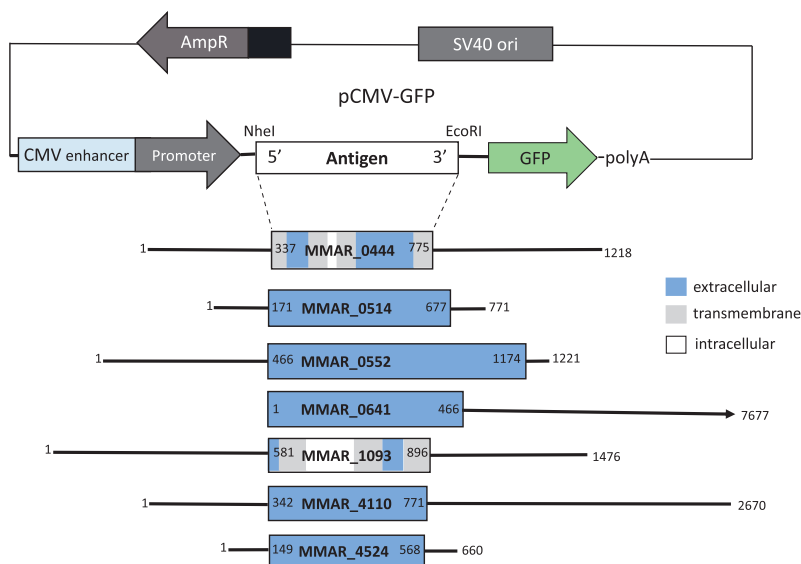 AmpR
SV40 ori
pCMV-GFP
NheI
EcoRI
CMV enhancer
Promoter
5’
Antigen
3’
GFP
polyA
1
337
MMAR_0444
775
1218
extracellular
transmembrane
intracellular
1
171
MMAR_0514
677
771
1
466
MMAR_0552
1174
1221
1
MMAR_0641
466
7677
1
581
MMAR_1093
896
1476
1
342
MMAR_4110
771
2670
1
149
MMAR_4524
568
660